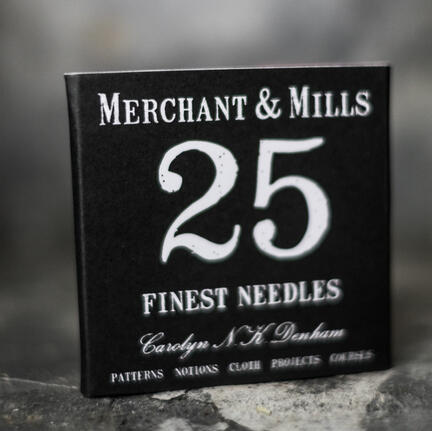 MERCHANT & MILLS
25
FINEST NEEDLES
Carolyn N K Denham
PATTERNS NOTIONS CLOTH PROJECTS COURSES